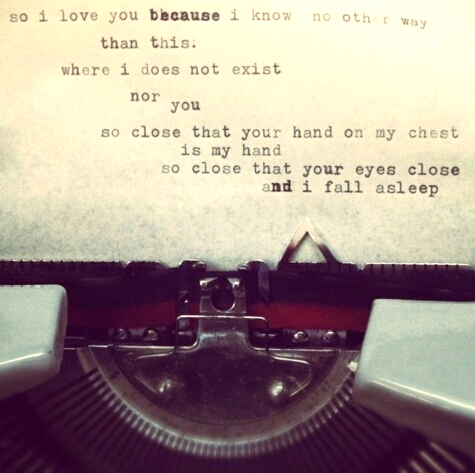 so i love you because i know no other way
than this:
where i does not exist
nor you
so close that your hand on my chest
is my hand
so close that your eyes close
and i fall asleep